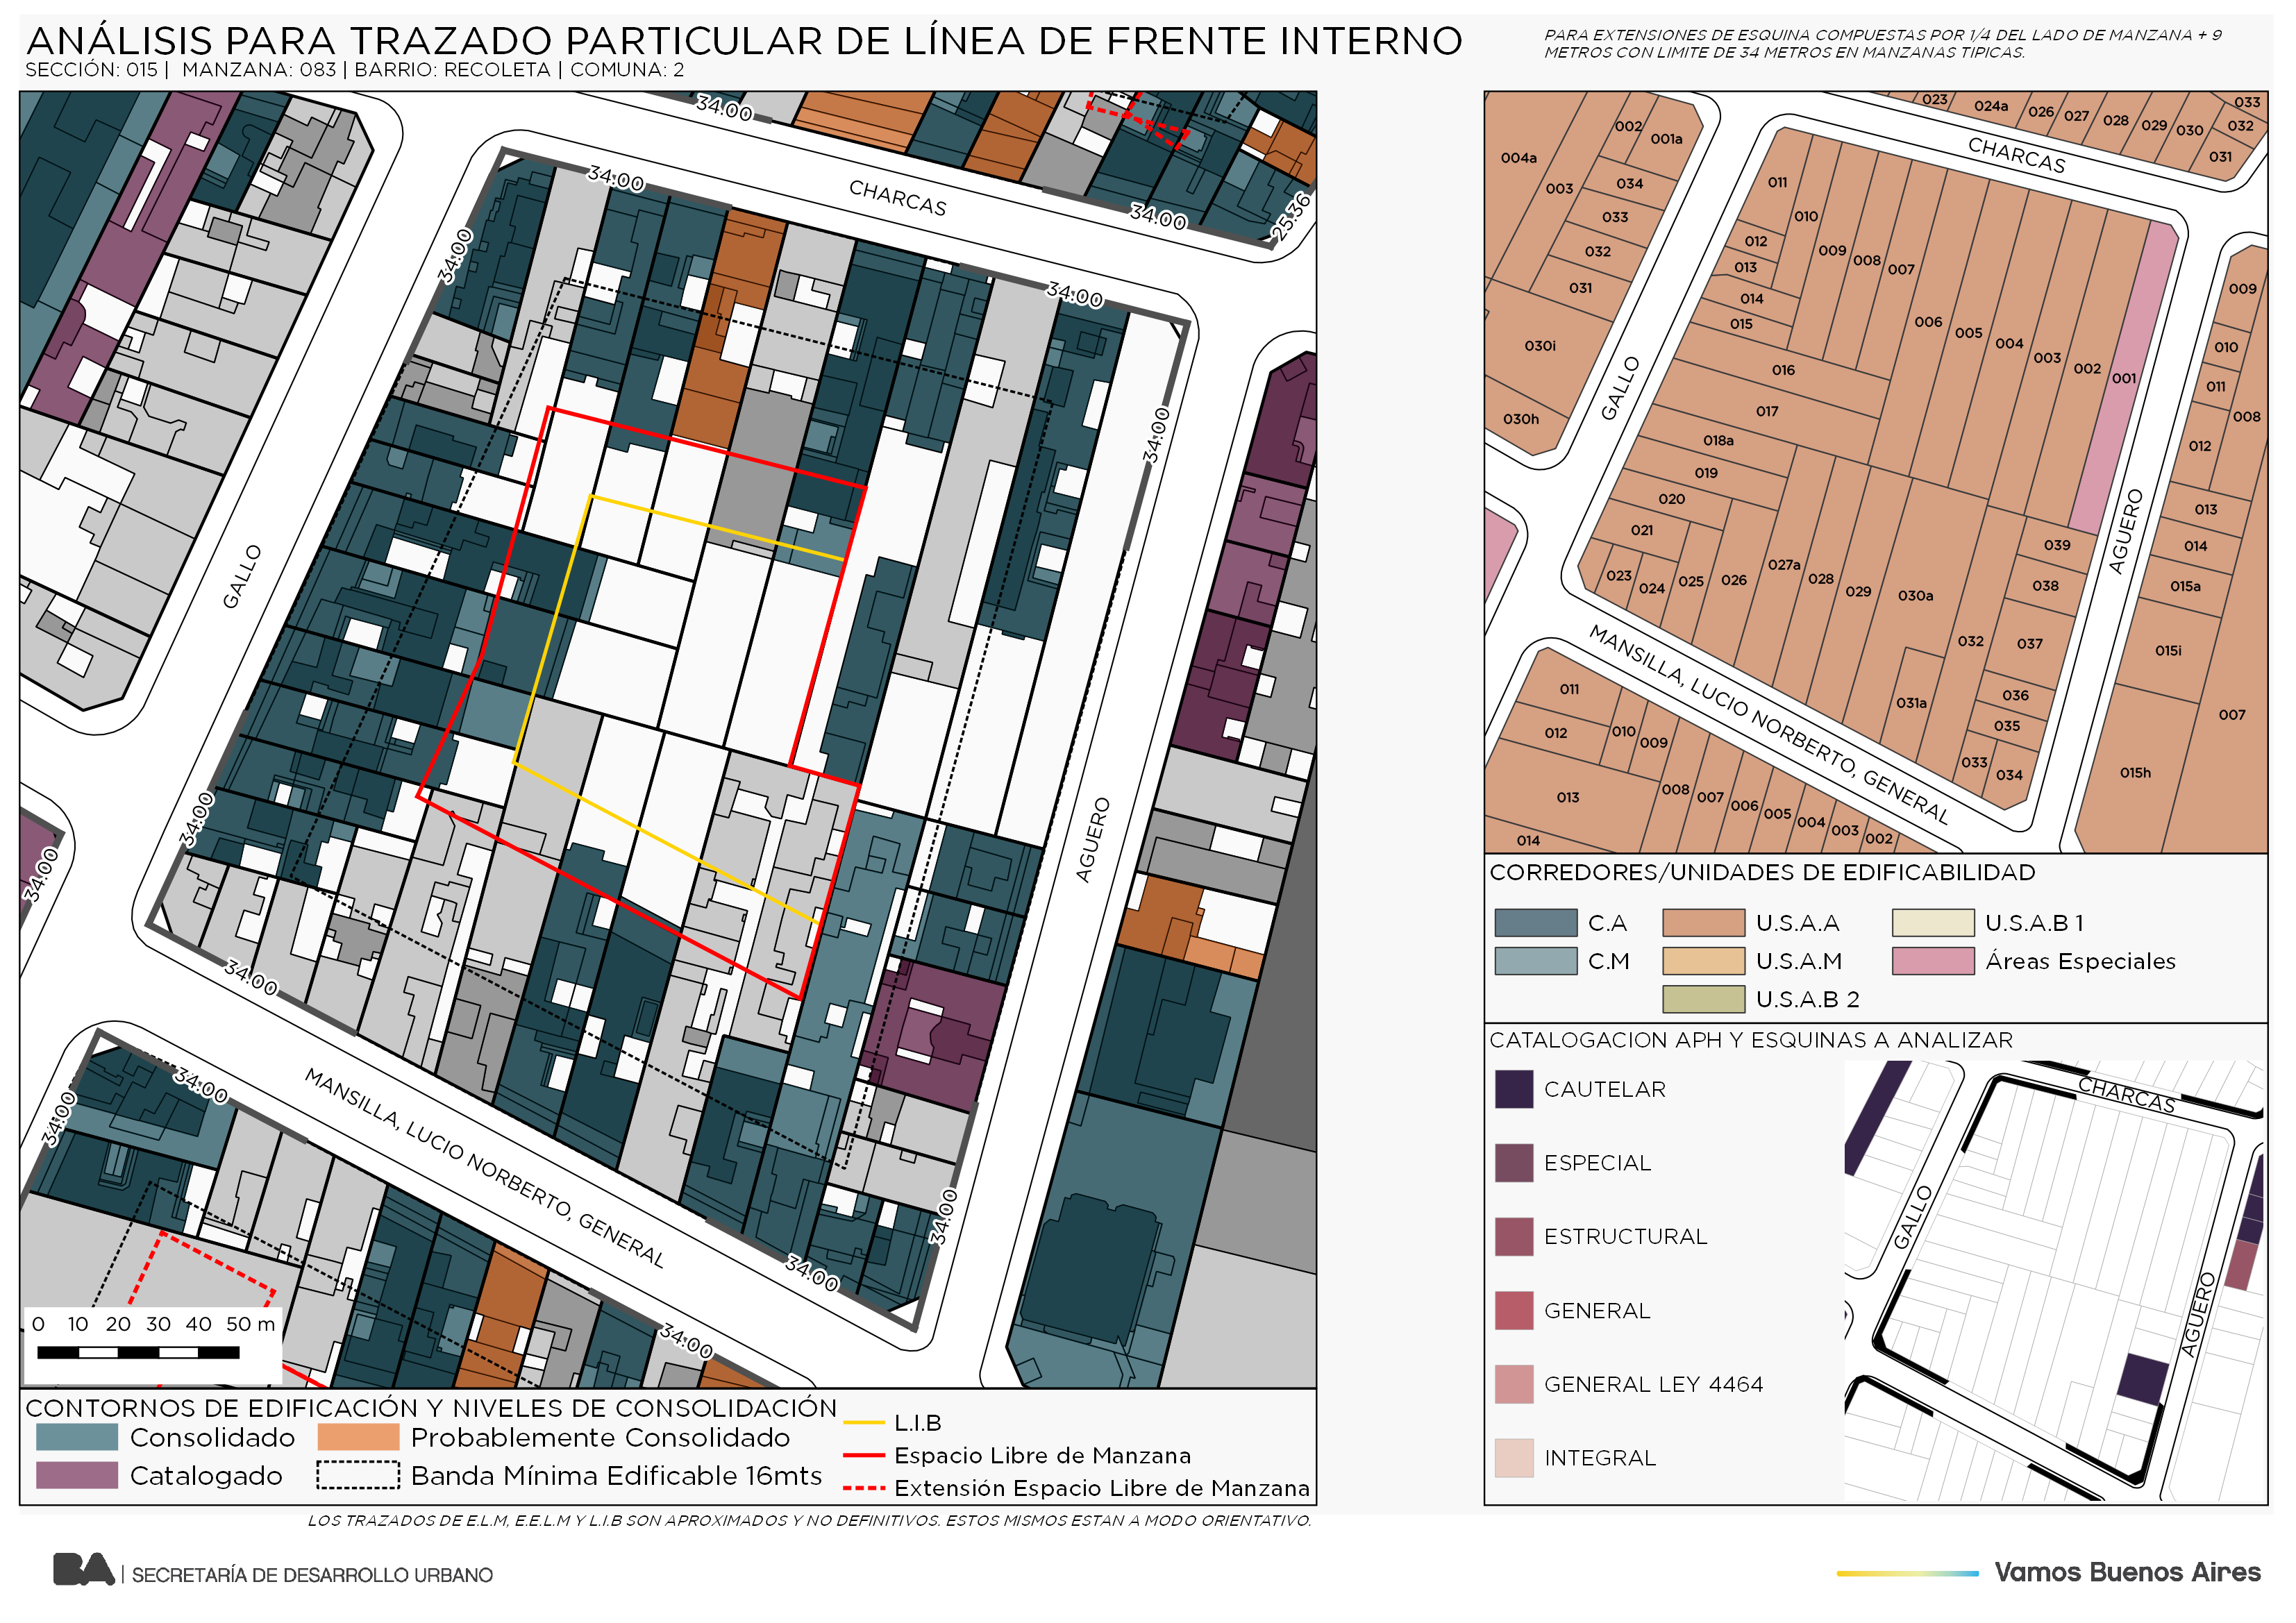 ANÁLISIS PARA TRAZADO PARTICULAR DE LÍNEA DE FRENTE INTERNO
SECCIÓN: 015 | MANZANA: 083 | BARRIO: RECOLETA | COMUNA: 2
PARA EXTENSIONES DE ESQUINA COMPUESTAS POR 1/4 DEL LADO DE MANZANA + 9
METROS CON LIMITE DE 34 METROS EN MANZANAS TIPICAS.
34.00
34.00
CHARCAS
34.00
25.36
34.00
34.00
34.00
GALLO
AGUERO
34.00
34.00
34.00
34.00
34.00
MANSILLA, LUCIO NORBERTO, GENERAL
34.00
34.00
34.00
0 10 20 30 40 50 m
CONTORNOS DE EDIFICACIÓN Y NIVELES DE CONSOLIDACIÓN
Consolidado
Probablemente Consolidado
Catalogado
Banda Mínima Edificable 16mts
L.I.B
Espacio Libre de Manzana
Extensión Espacio Libre de Manzana
LOS TRAZADOS DE E.L.M, E.E.L.M Y L.I.B SON APROXIMADOS Y NO DEFINITIVOS. ESTOS MISMOS ESTAN A MODO ORIENTATIVO.
023
024a
026
027
028
029
030
033
032
031
002
001a
004a
003
034
033
032
031
030i
030h
CHARCAS
011
010
012
013
014
015
009
008
007
006
005
004
003
002
001
016
017
018a
019
020
021
023
024
025
026
027a
028
029
030a
031a
032
039
038
037
036
035
033
034
GALLO
AGUERO
MANSILLA, LUCIO NORBERTO, GENERAL
009
010
011
008
012
013
014
015a
015i
007
015h
011
012
010
009
013
008
007
006
005
004
003
002
014
CORREDORES/UNIDADES DE EDIFICABILIDAD
C.A
U.S.A.A
U.S.A.B 1
C.M
U.S.A.M
Áreas Especiales
U.S.A.B 2
CATALOGACION APH Y ESQUINAS A ANALIZAR
CAUTELAR
ESPECIAL
ESTRUCTURAL
GENERAL
GENERAL LEY 4464
INTEGRAL
CHARCAS
GALLO
AGUERO
BA | SECRETARÍA DE DESARROLLO URBANO
Vamos Buenos Aires